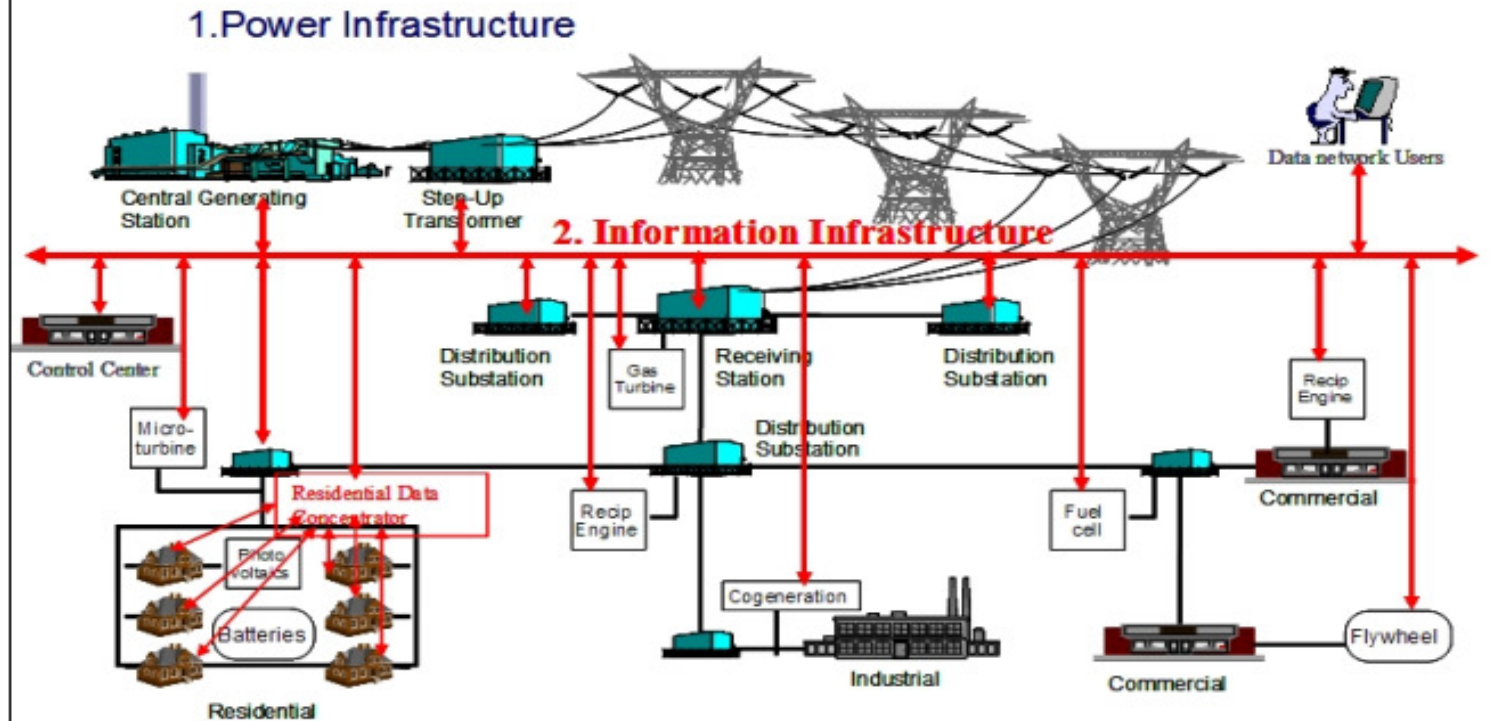 1.Power Infrastructure
Data network Users
Central Generating
Station
Step-Up
Transformer
2. Information Infrastructure
Control Center
Distribution
Substation
Gas
Turbine
Receiving
Station
Distribution
Substation
Recip
Engine
Micro-
turbine
Distribution
Substation
Commercial
Residential Data
Concentrator
Recip
Engine
Fuel
cell
Photo
voltaics
Batteries
Cogeneration
Flywheel
Industrial
Commercial
Residential